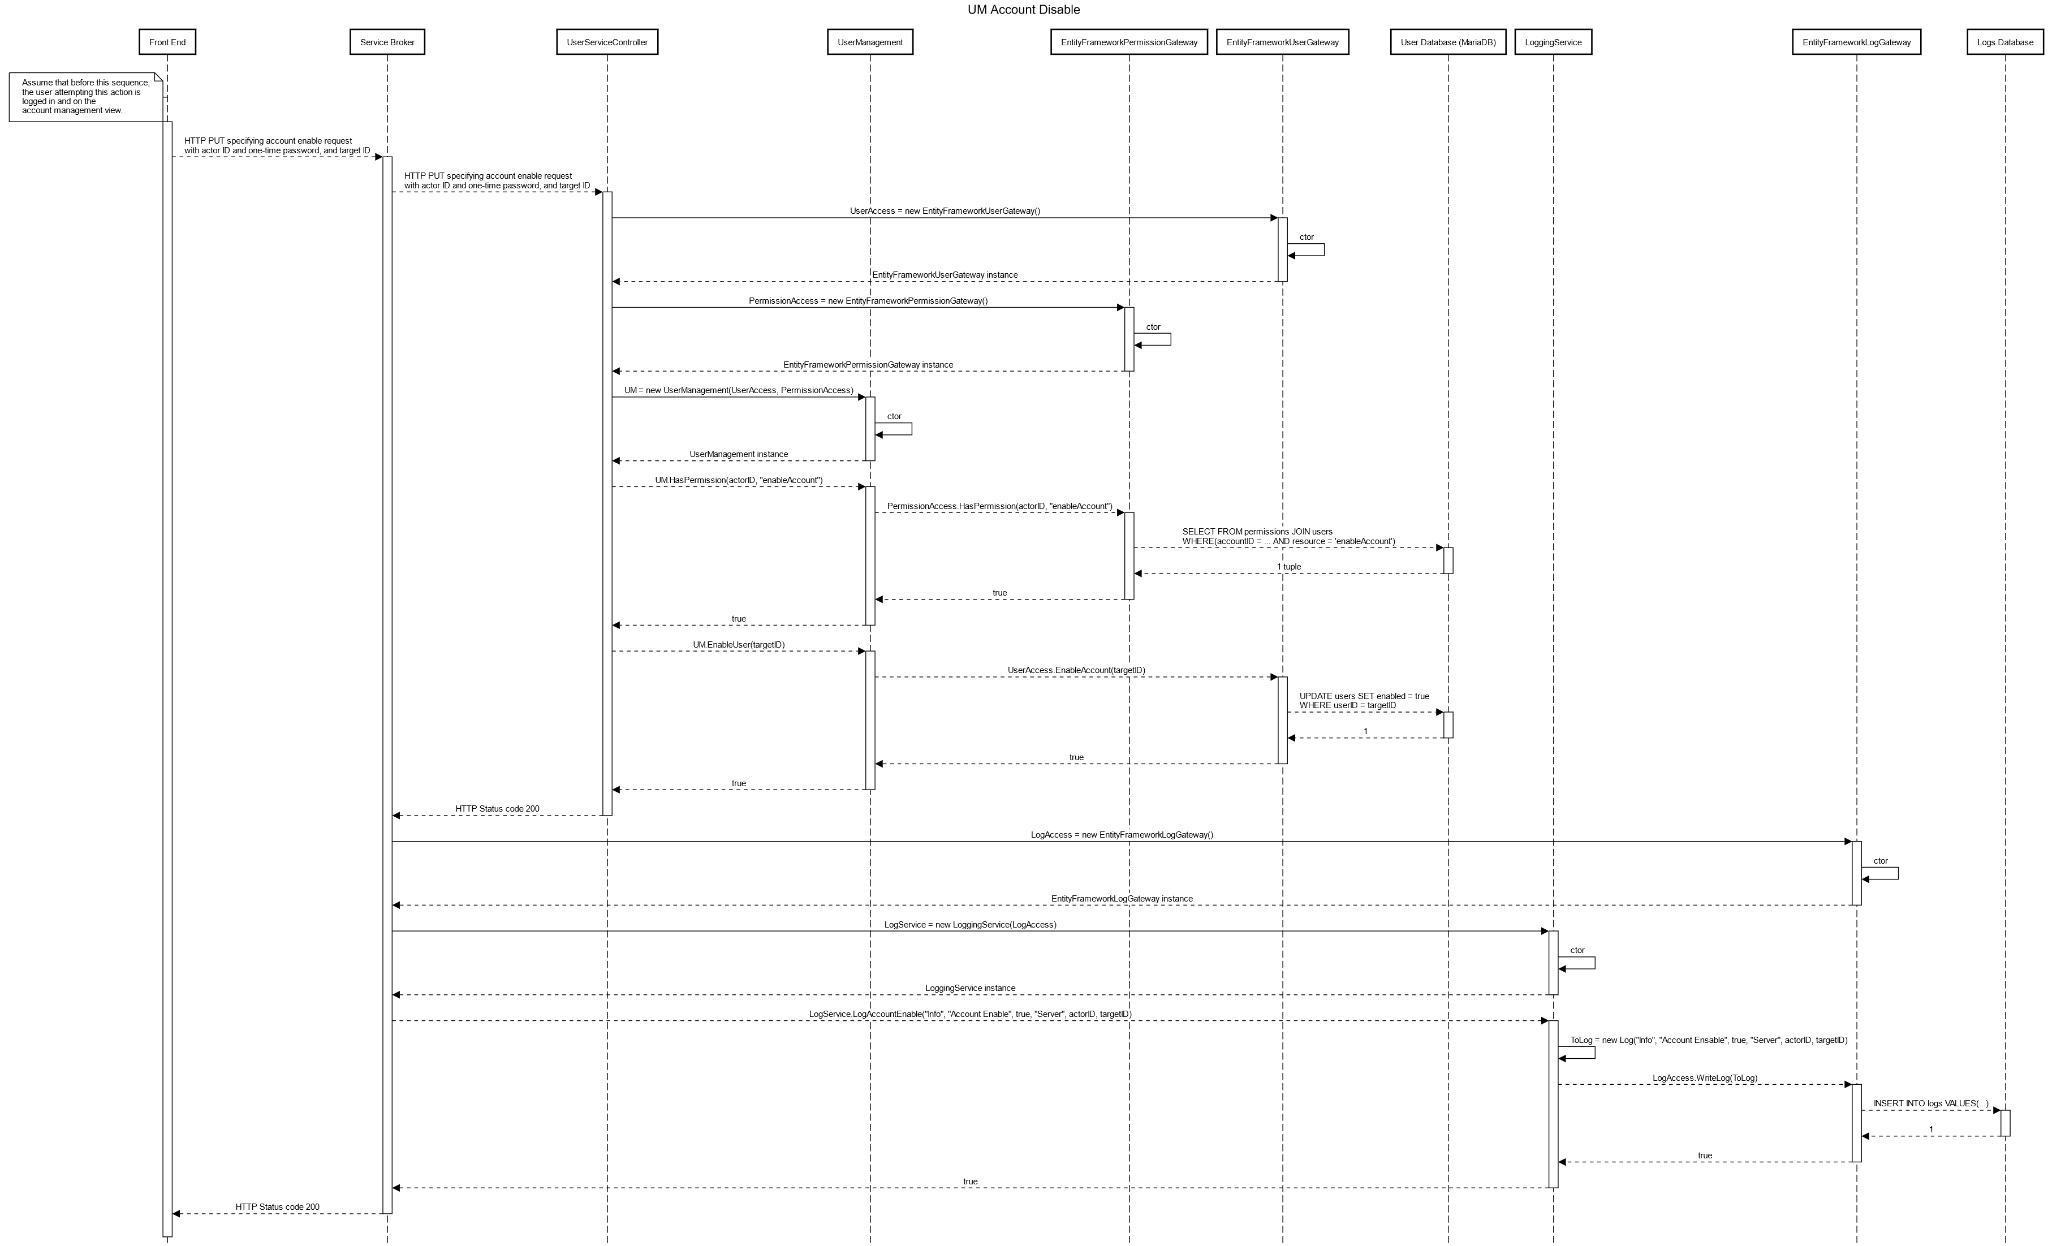 UM Account Disable
Front End
Service Broker
UserServiceController
UserManagement
EntityFrameworkPermissionGateway
EntityFrameworkUserGateway
User Database (MariaDB)
LoggingService
EntityFrameworkLogGateway
Logs Database
Assume that before this sequence,
the user attempting this action is
logged in and on the
account management view.
HTTP PUT specifying account enable request
with actor ID and one-time password, and target ID
HTTP PUT specifying account enable request
with actor ID and one-time password, and target ID
UserAccess = new EntityFrameworkUserGateway()
ctor
EntityFrameworkUserGateway instance
PermissionAccess = new EntityFrameworkPermissionGateway()
ctor
EntityFrameworkPermissionGateway instance
UM = new UserManagement(UserAccess, PermissionAccess)
ctor
UserManagement instance
UM.HasPermission(actorID, "enableAccount")
PermissionAccess.HasPermission(actorID, "enableAccount")
SELECT FROM permissions JOIN users
WHERE(accountID = ... AND resource = 'enableAccount')
1 tuple
true
true
UM.EnableUser(targetID)
UserAccess.EnableAccount(targetID)
UPDATE users SET enabled = true
WHERE userID = targetID
1
true
true
HTTP Status code 200
LogAccess = new EntityFrameworkLogGateway()
ctor
EntityFrameworkLogGateway instance
LogService = new LoggingService(LogAccess)
ctor
LoggingService instance
LogService.LogAccountEnable("Info", "Account Enable", true, "Server", actorID, targetID)
ToLog = new Log("Info", "Account Ensable", true, "Server", actorID, targetID)
LogAccess.WriteLog(ToLog)
INSERT INTO logs VALUES(...)
1
true
true
HTTP Status code 200